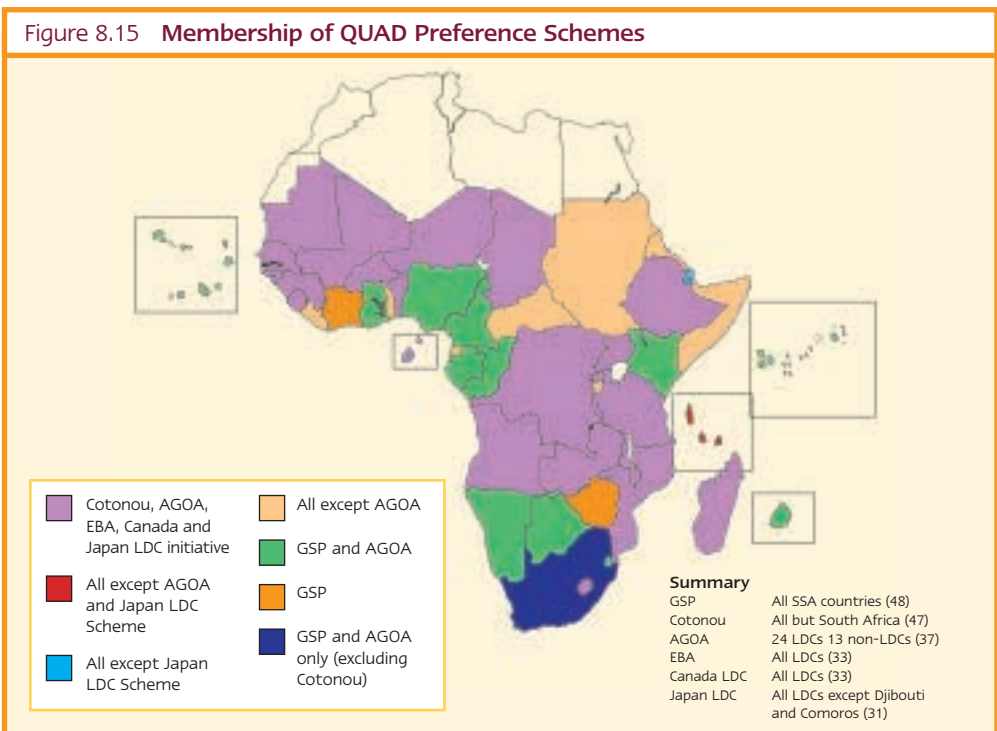 Figure 8.15 Membership of QUAD Preference Schemes
Cotonou, AGOA,
EBA, Canada and
Japan LDC initiative
All except AGOA
and Japan LDC
Scheme
All except Japan
LDC Scheme
All except AGOA
GSP and AGOA
GSP
GSP and AGOA
only (excluding
Cotonou)
Summary
GSP All SSA countries (48)
Cotonou All but South Africa (47)
AGOA 24 LDCs 13 non-LDCs (37)
EBA All LDCs (33)
Canada LDC All LDCs (33)
Japan LDC All LDCs except Djibouti
and Comoros (31)